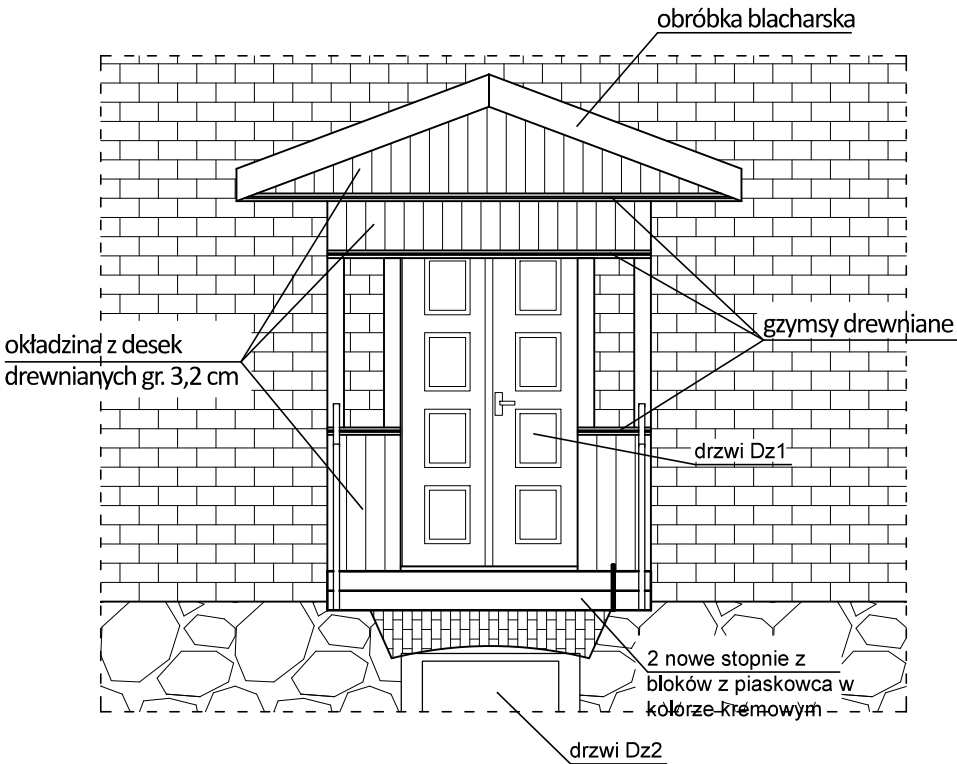 obróbka blacharska
gzymsy drewniane
okładzina z desek
drewnianych gr. 3,2 cm
drzwi Dz1
2 nowe stopnie z
bloków z piaskowca w
kolorze kremowym
drzwi Dz2